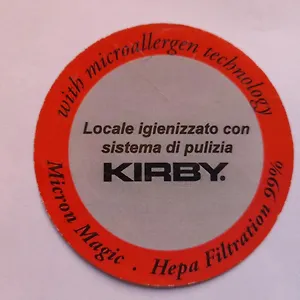 with microallergen technology
Locale igienizzato con
sistema di pulizia
KIRBY®
Micron Magic . Hepa Filtration 99%